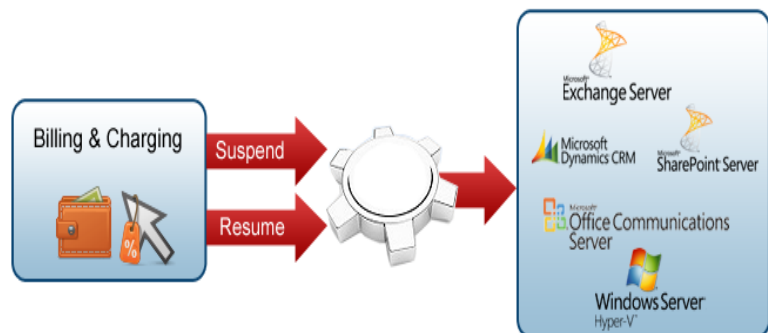 Billing & Charging
%
Suspend
Resume
Microsoft
Exchange Server
Microsoft
Dynamics CRM
Microsoft
SharePoint Server
Microsoft
Office Communications
Server
Windows Server
Hyper-V